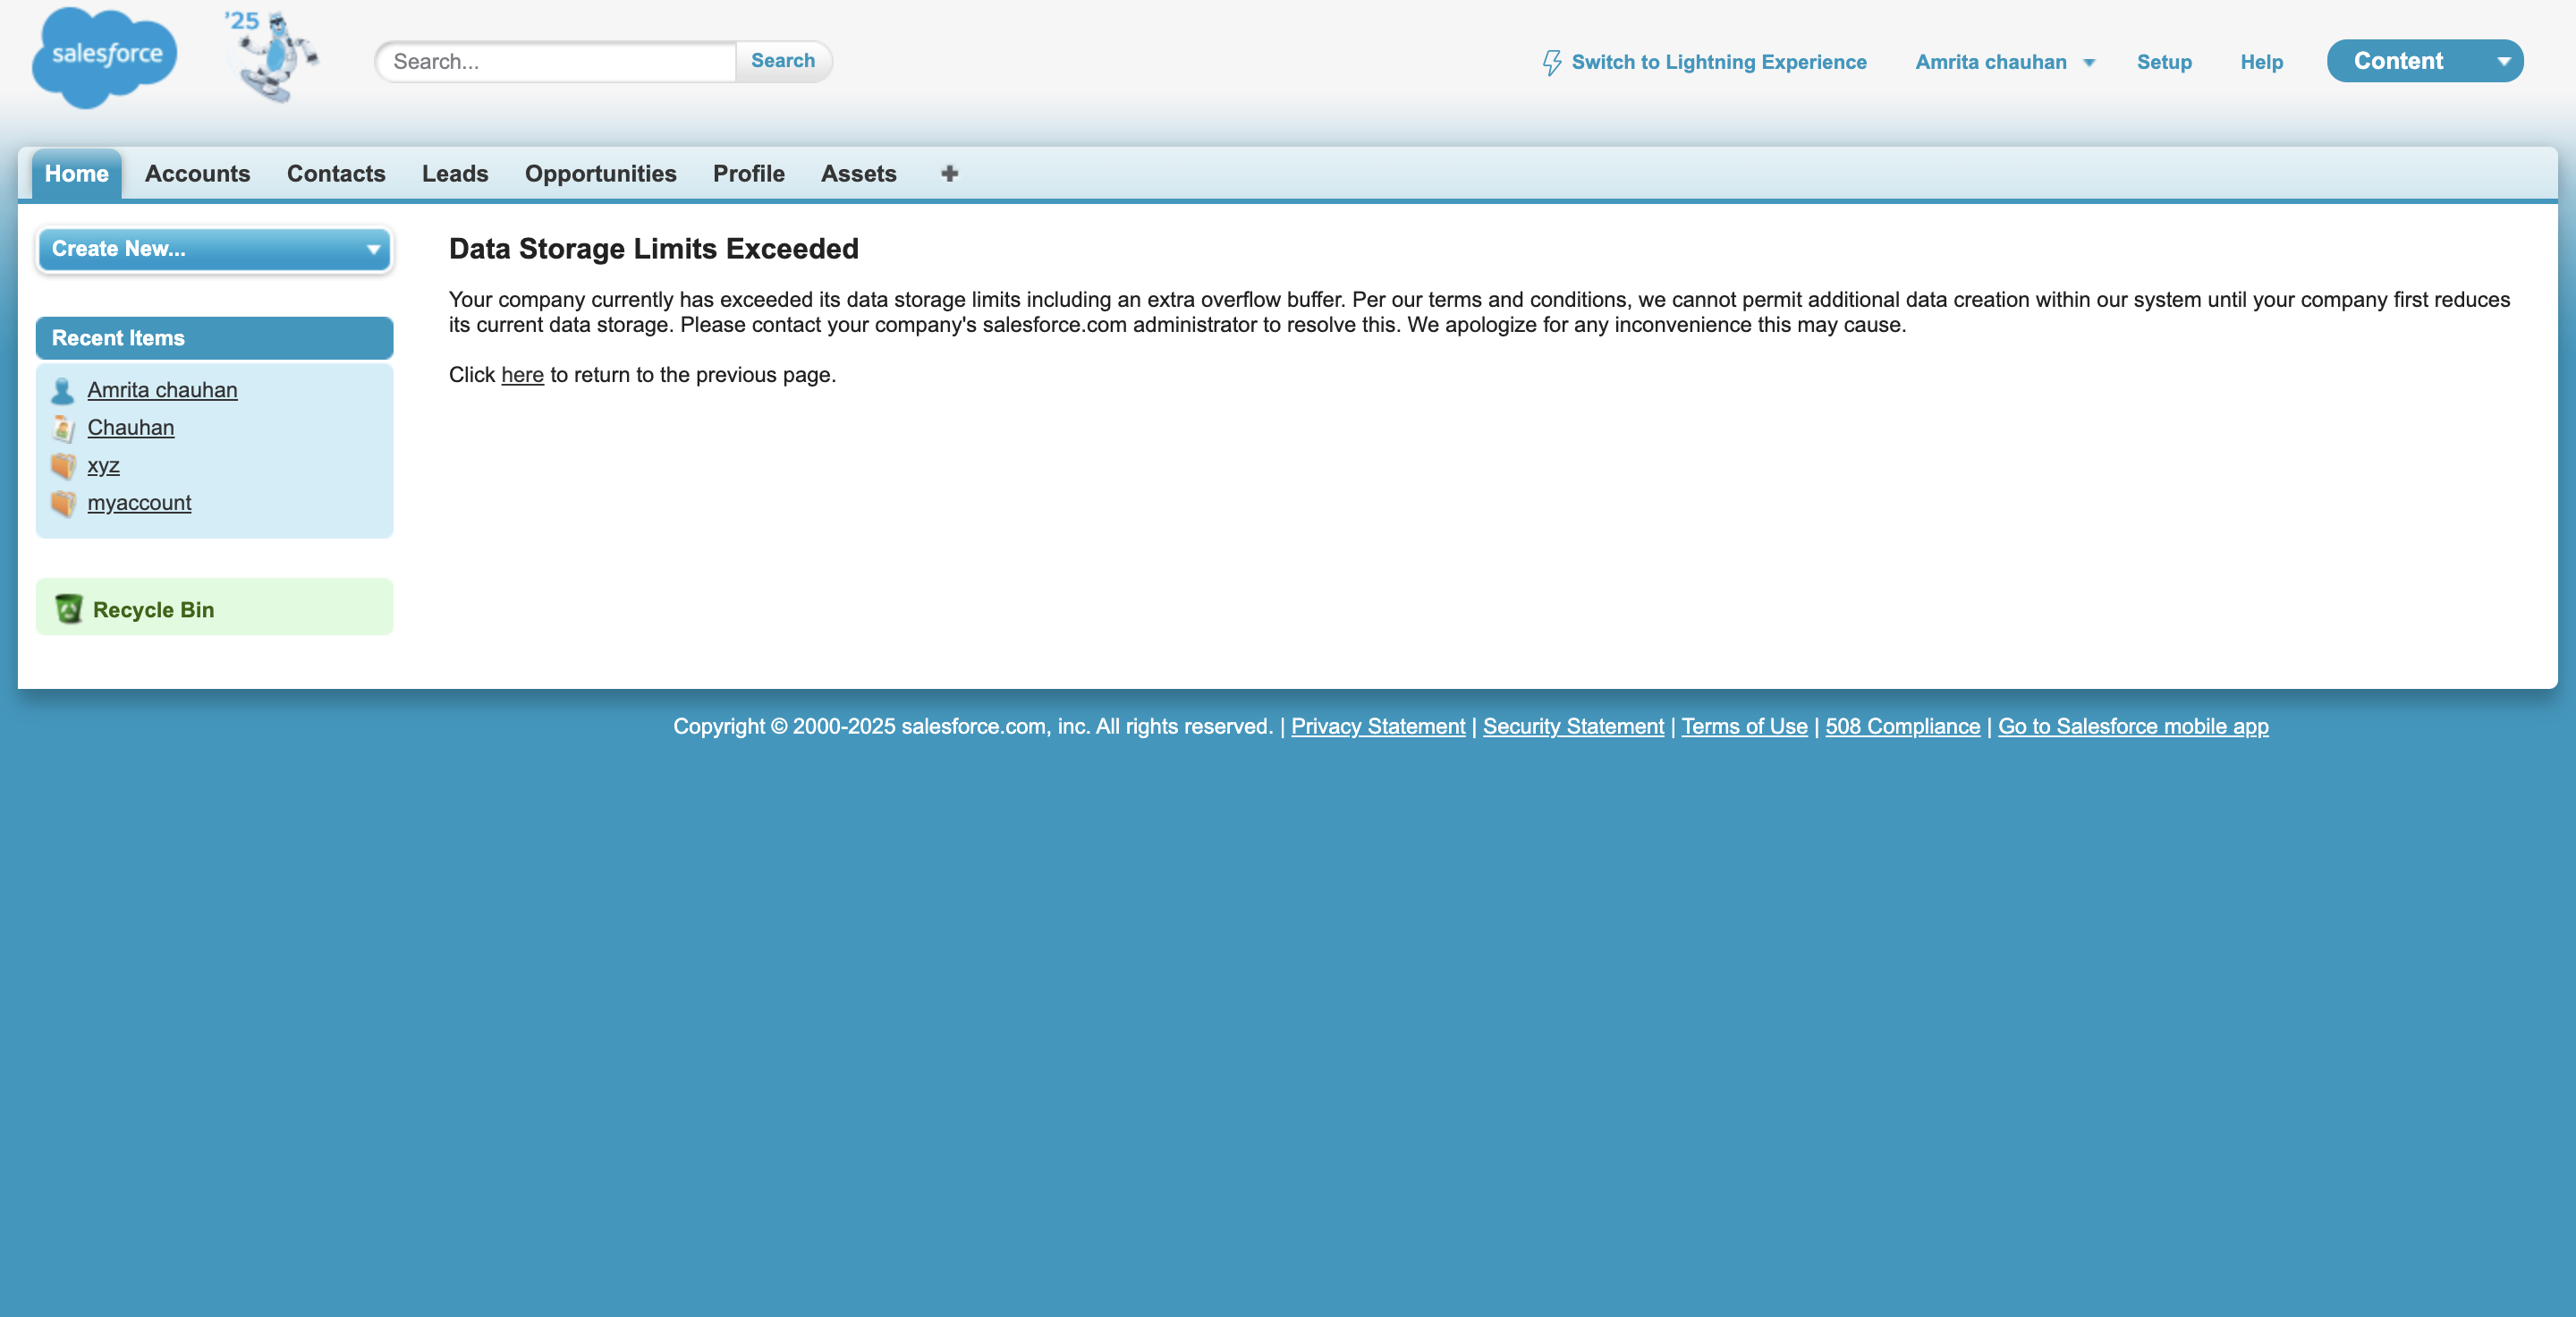 salesforce
'25
Search...
Search
Switch to Lightning Experience
Amrita chauhan
Setup
Help
Content
Home
Accounts
Contacts
Leads
Opportunities
Profile
Assets
Create New...
Recent Items
Amrita chauhan
Chauhan
xyz
myaccount
Recycle Bin
Data Storage Limits Exceeded
Your company currently has exceeded its data storage limits including an extra overflow buffer. Per our terms and conditions, we cannot permit additional data creation within our system until your company first reduces
its current data storage. Please contact your company's salesforce.com administrator to resolve this. We apologize for any inconvenience this may cause.
Click here to return to the previous page.
Copyright © 2000-2025 salesforce.com, inc. All rights reserved. | Privacy Statement | Security Statement | Terms of Use | 508 Compliance | Go to Salesforce mobile app